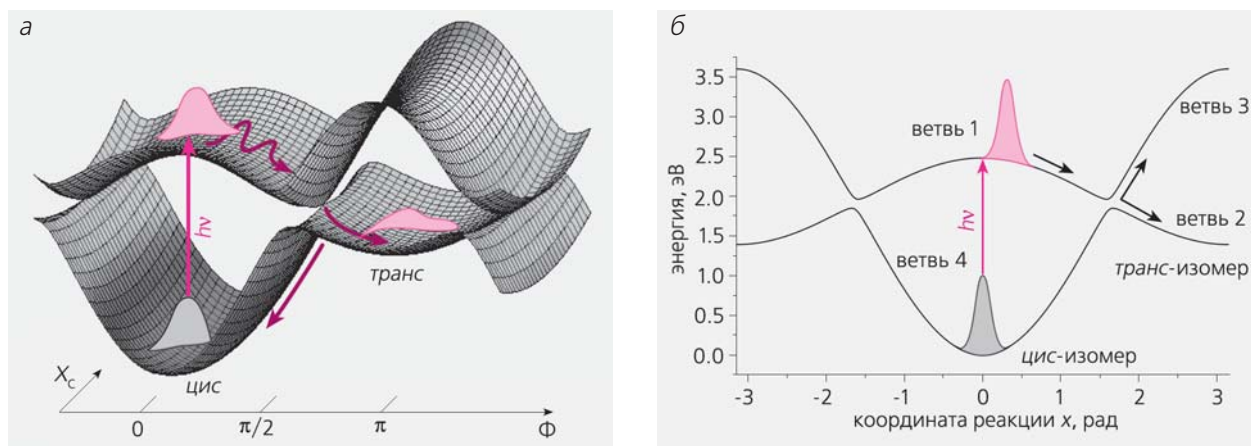 а
hν
транс
цис
Xc
0
π/2
π
Φ
б
3.5
3.0
2.5
2.0
1.5
1.0
0.5
0.0
энергия, эВ
ветвь 1
ветвь 3
ветвь 2
ветвь 4
hν
транс-изомер
цис-изомер
-3 -2 -1 0 1 2 3
координата реакции x, рад